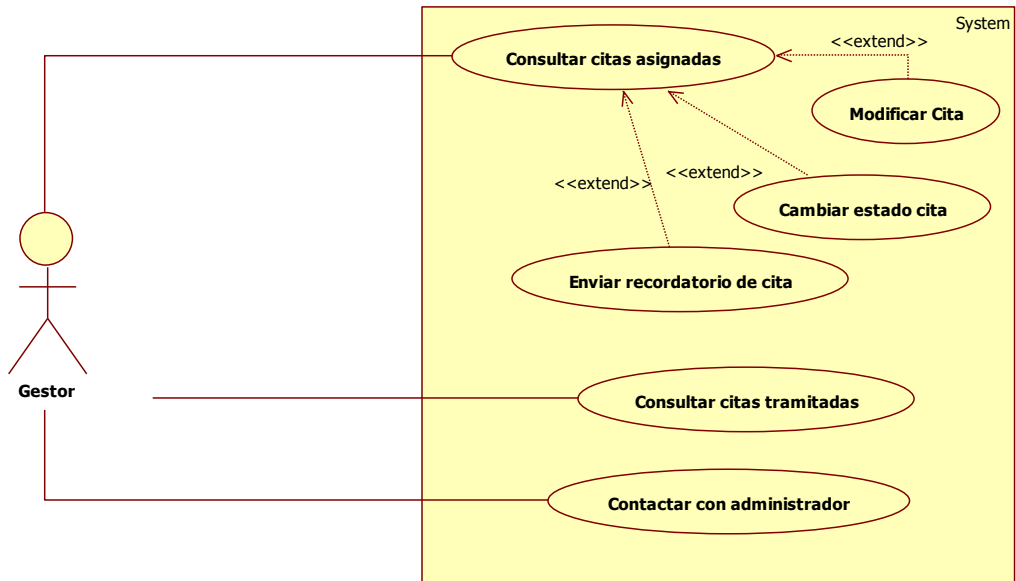 System
<<extend>>
Consultar citas asignadas
Modificar Cita
<<extend>>
<<extend>>
Cambiar estado cita
Enviar recordatorio de cita
Gestor
Consultar citas tramitadas
Contactar con administrador